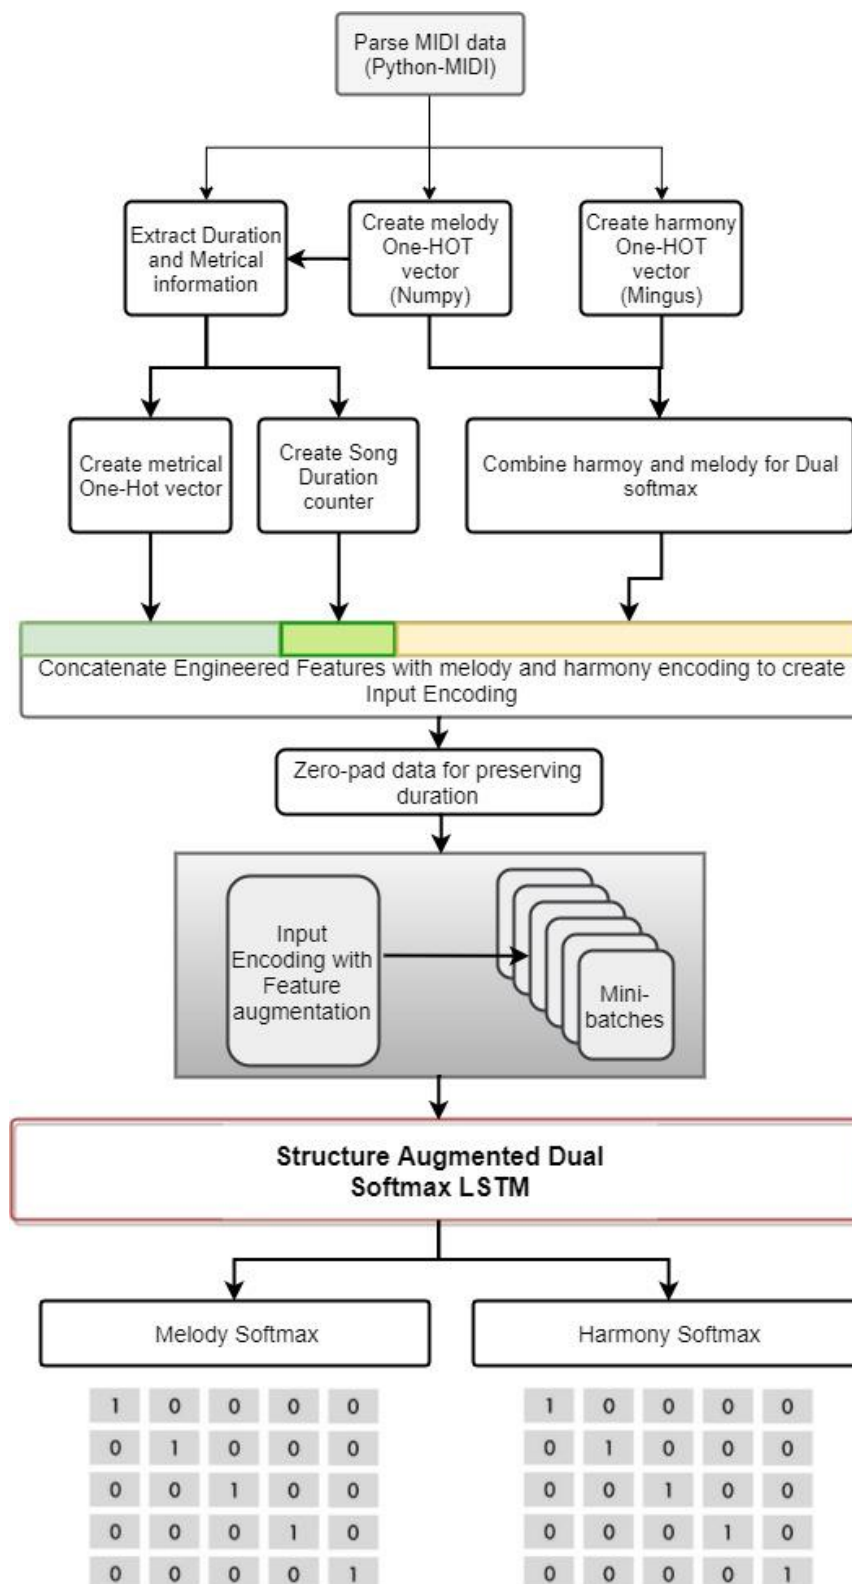 Parse MIDI data
(Python-MIDI)
Extract Duration
and Metrical
information
Create melody
One-HOT
vector
(Numpy)
Create harmony
One-HOT
vector
(Mingus)
Create metrical
One-Hot vector
Create Song
Duration
counter
Combine harmoy and melody for Dual
softmax
Concatenate Engineered Features with melody and harmony encoding to create
Input Encoding
Zero-pad data for preserving
duration
Input
Encoding with
Feature
augmentation
Mini-
batches
Structure Augmented Dual
Softmax LSTM
Melody Softmax
Harmony Softmax
1 0 0 0 0
0 1 0 0 0
0 0 1 0 0
0 0 0 1 0
0 0 0 0 1
1 0 0 0 0
0 1 0 0 0
0 0 1 0 0
0 0 0 1 0
0 0 0 0 1